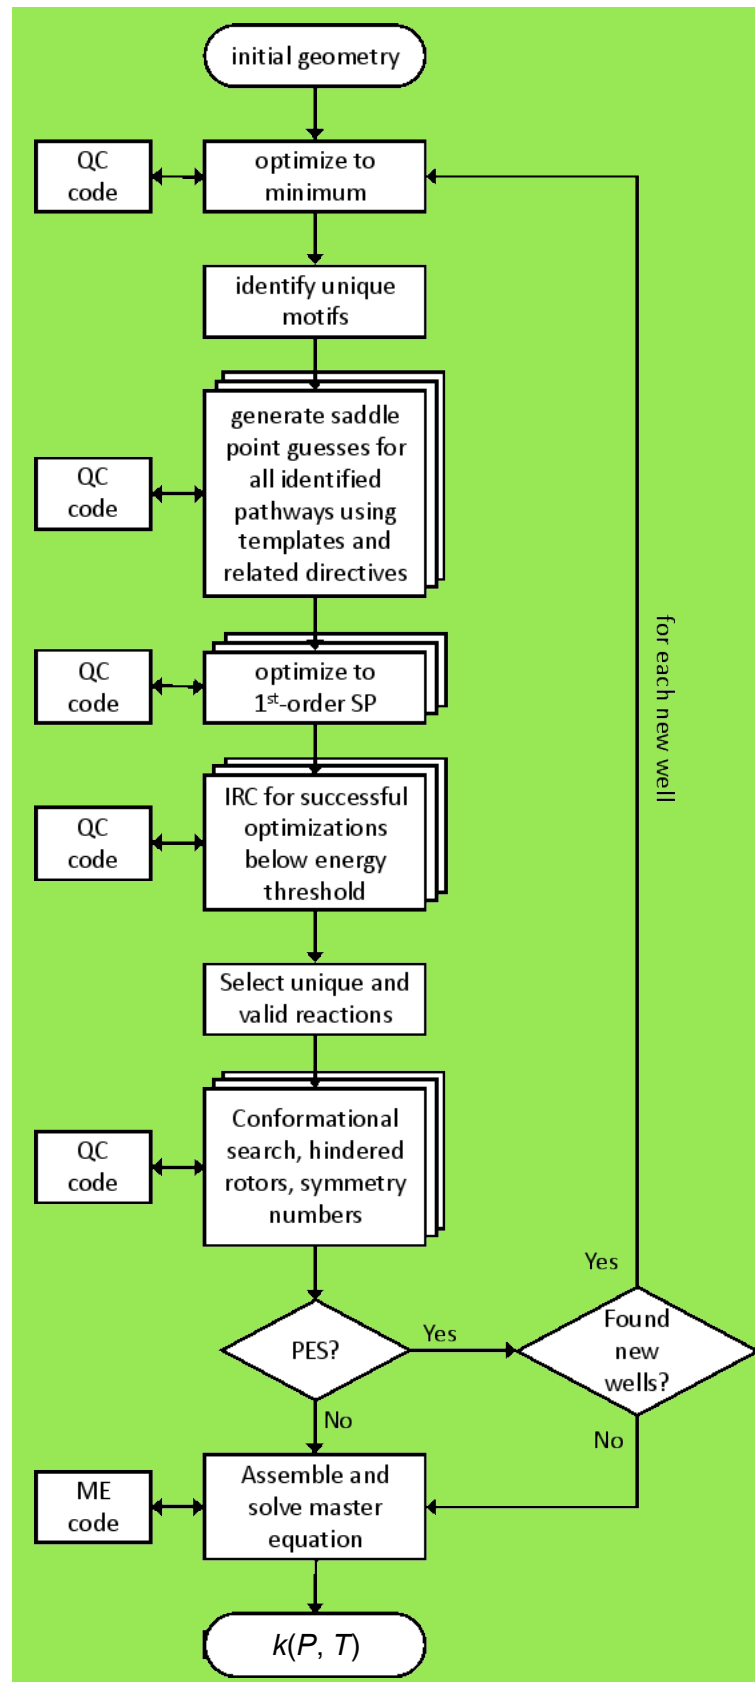 initial geometry
QC
code
optimize to
minimum
identify unique
motifs
QC
code
generate saddle
point guesses for
all identified
pathways using
templates and
related directives
QC
code
optimize to
1st-order SP
for each new well
QC
code
IRC for successful
optimizations
below energy
threshold
Select unique and
valid reactions
QC
code
Conformational
search, hindered
rotors, symmetry
numbers
Yes
PES?
Yes
Found
new
wells?
No
No
ME
code
Assemble and
solve master
equation
k(P, T)